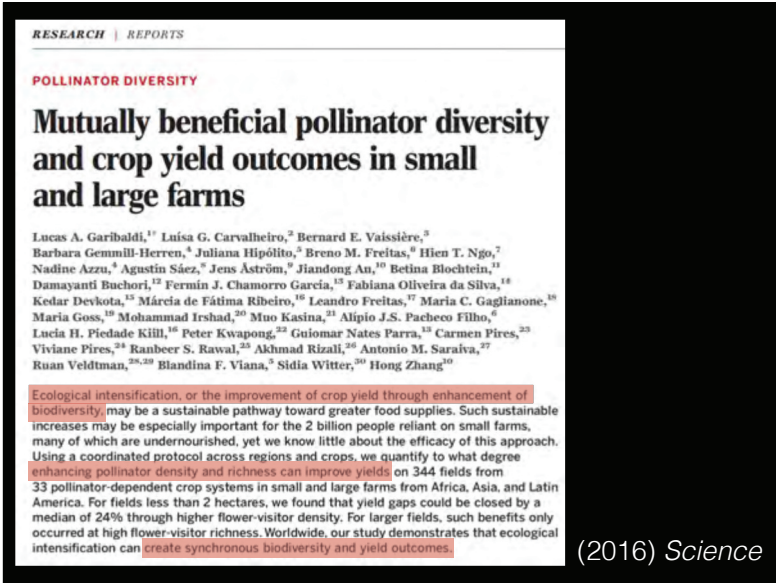 RESEARCH | REPORTS
POLLINATOR DIVERSITY
Mutually beneficial pollinator diversity
and crop yield outcomes in small
and large farms
Lucas A. Garibaldi,¹* Luísa G. Carvalheiro,² Bernard E. Vaissière,³
Barbara Gemmill-Herren,⁴ Juliana Hipólito,⁵ Breno M. Freitas,⁶ Hien T. Ngo,⁷
Nadine Azzu,⁴ Agustin Sáez,⁸ Jens Åström,⁹ Jiandong An,¹⁰ Betina Blochtein,¹¹
Damayanti Buchori,¹² Fermín J. Chamorro García,¹³ Fabiana Oliveira da Silva,¹⁴
Kedar Devkota,¹⁵ Márcia de Fátima Ribeiro,¹⁶ Leandro Freitas,¹⁷ Maria C. Gaglianone,¹⁸
Maria Goss,¹⁹ Mohammad Irshad,²⁰ Muo Kasina,²¹ Alípio J.S. Pacheco Filho,⁶
Lucia H. Piedade Kiill,¹⁶ Peter Kwapong,²² Guiomar Nates Parra,¹³ Carmen Pires,²³
Viviane Pires,²⁴ Ranbeer S. Rawal,²⁵ Akhmad Rizali,²⁶ Antonio M. Saraiva,²⁷
Ruan Veldtman,²⁸,²⁹ Blandina F. Viana,⁵ Sidia Witter,³⁰ Hong Zhang¹⁰
Ecological intensification, or the improvement of crop yield through enhancement of
biodiversity, may be a sustainable pathway toward greater food supplies. Such sustainable
increases may be especially important for the 2 billion people reliant on small farms,
many of which are undernourished, yet we know little about the efficacy of this approach.
Using a coordinated protocol across regions and crops, we quantify to what degree
enhancing pollinator density and richness can improve yields on 344 fields from
33 pollinator-dependent crop systems in small and large farms from Africa, Asia, and Latin
America. For fields less than 2 hectares, we found that yield gaps could be closed by a
median of 24% through higher flower-visitor density. For larger fields, such benefits only
occurred at high flower-visitor richness. Worldwide, our study demonstrates that ecological
intensification can create synchronous biodiversity and yield outcomes.
(2016) Science